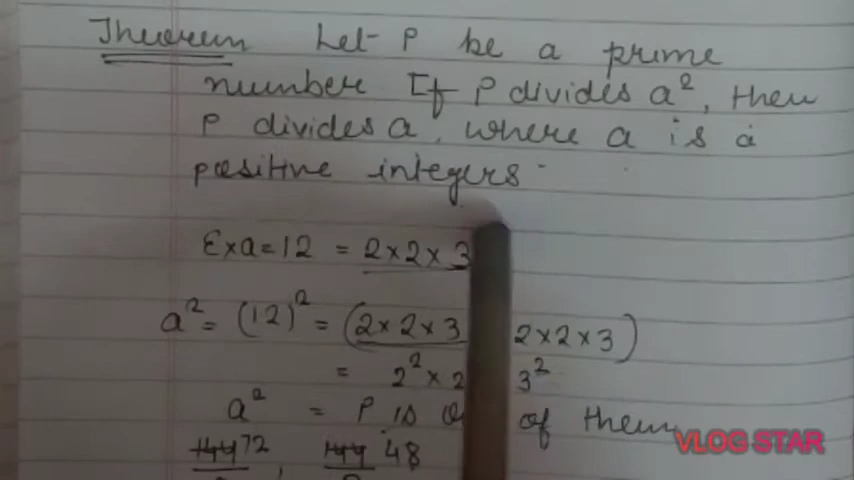 Theorem Let P be a prime
number If P divides a², then
P divides a, where a is a
positive integers
Ex a = 12 = 2×2×3
a² = (12)² = (2×2×3 2×2×3)
= 2² × 2 3²
a² = P is of them
VLOG STAR
144 72, 144 48